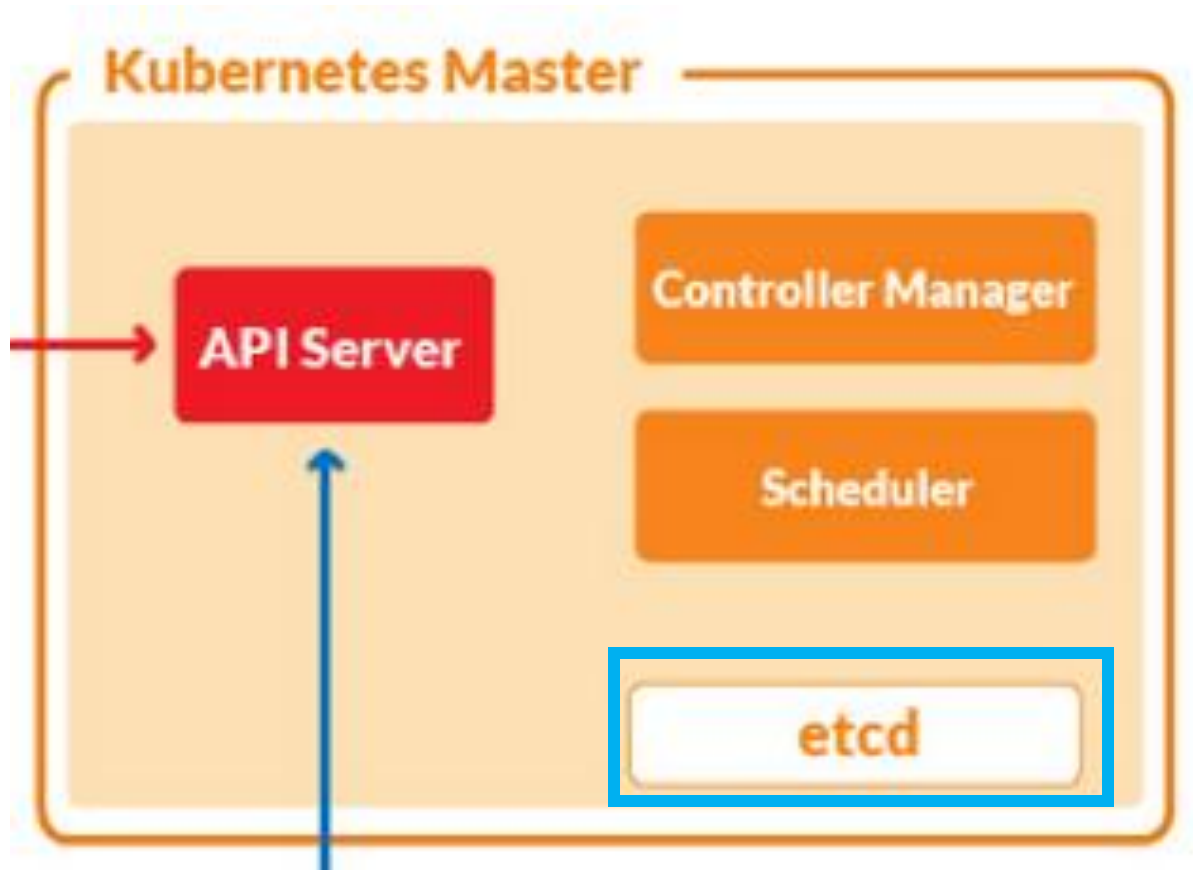 Kubernetes Master
API Server
Controller Manager
Scheduler
etcd